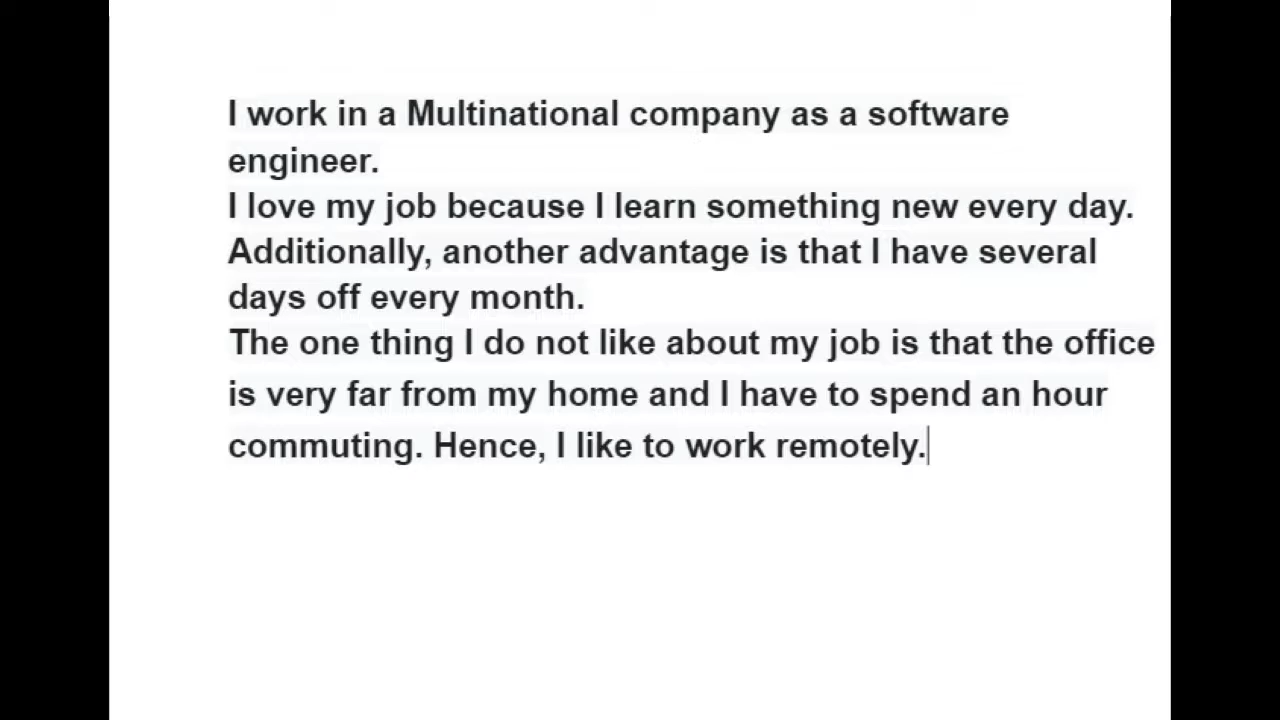 I work in a Multinational company as a software
engineer.
I love my job because I learn something new every day.
Additionally, another advantage is that I have several
days off every month.
The one thing I do not like about my job is that the office
is very far from my home and I have to spend an hour
commuting. Hence, I like to work remotely.